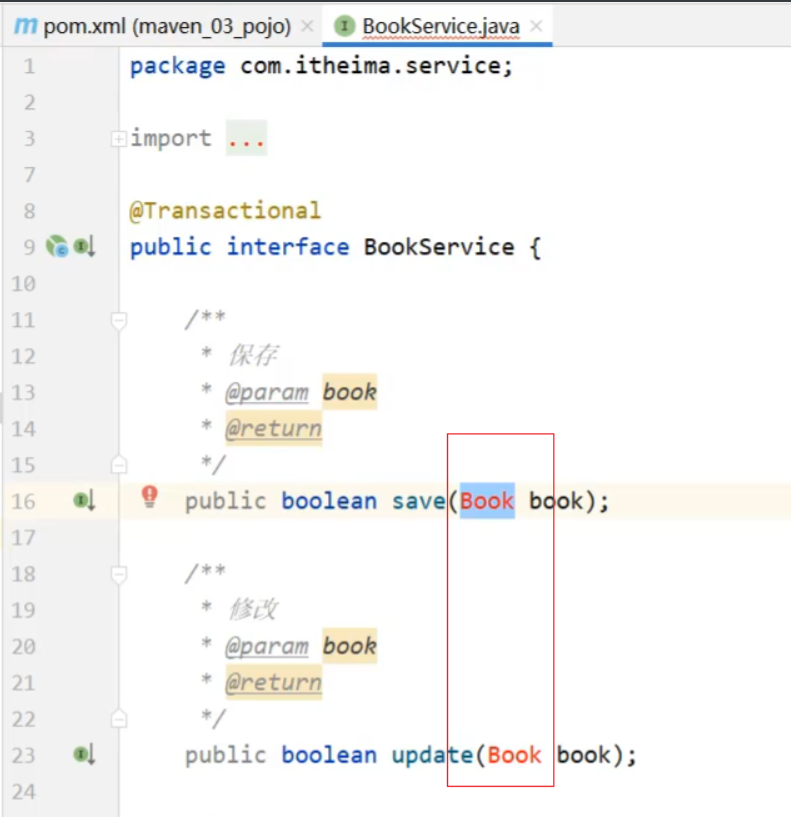 pom.xml (maven_03_pojo) BookService.java
1 package com.itheima.service;
2
3 import ...
7
8 @Transactional
9 public interface BookService {
10
11 /**
12 * 保存
13 * @param book
14 * @return
15 */
16 public boolean save(Book book);
17
18 /**
19 * 修改
20 * @param book
21 * @return
22 */
23 public boolean update(Book book);
24